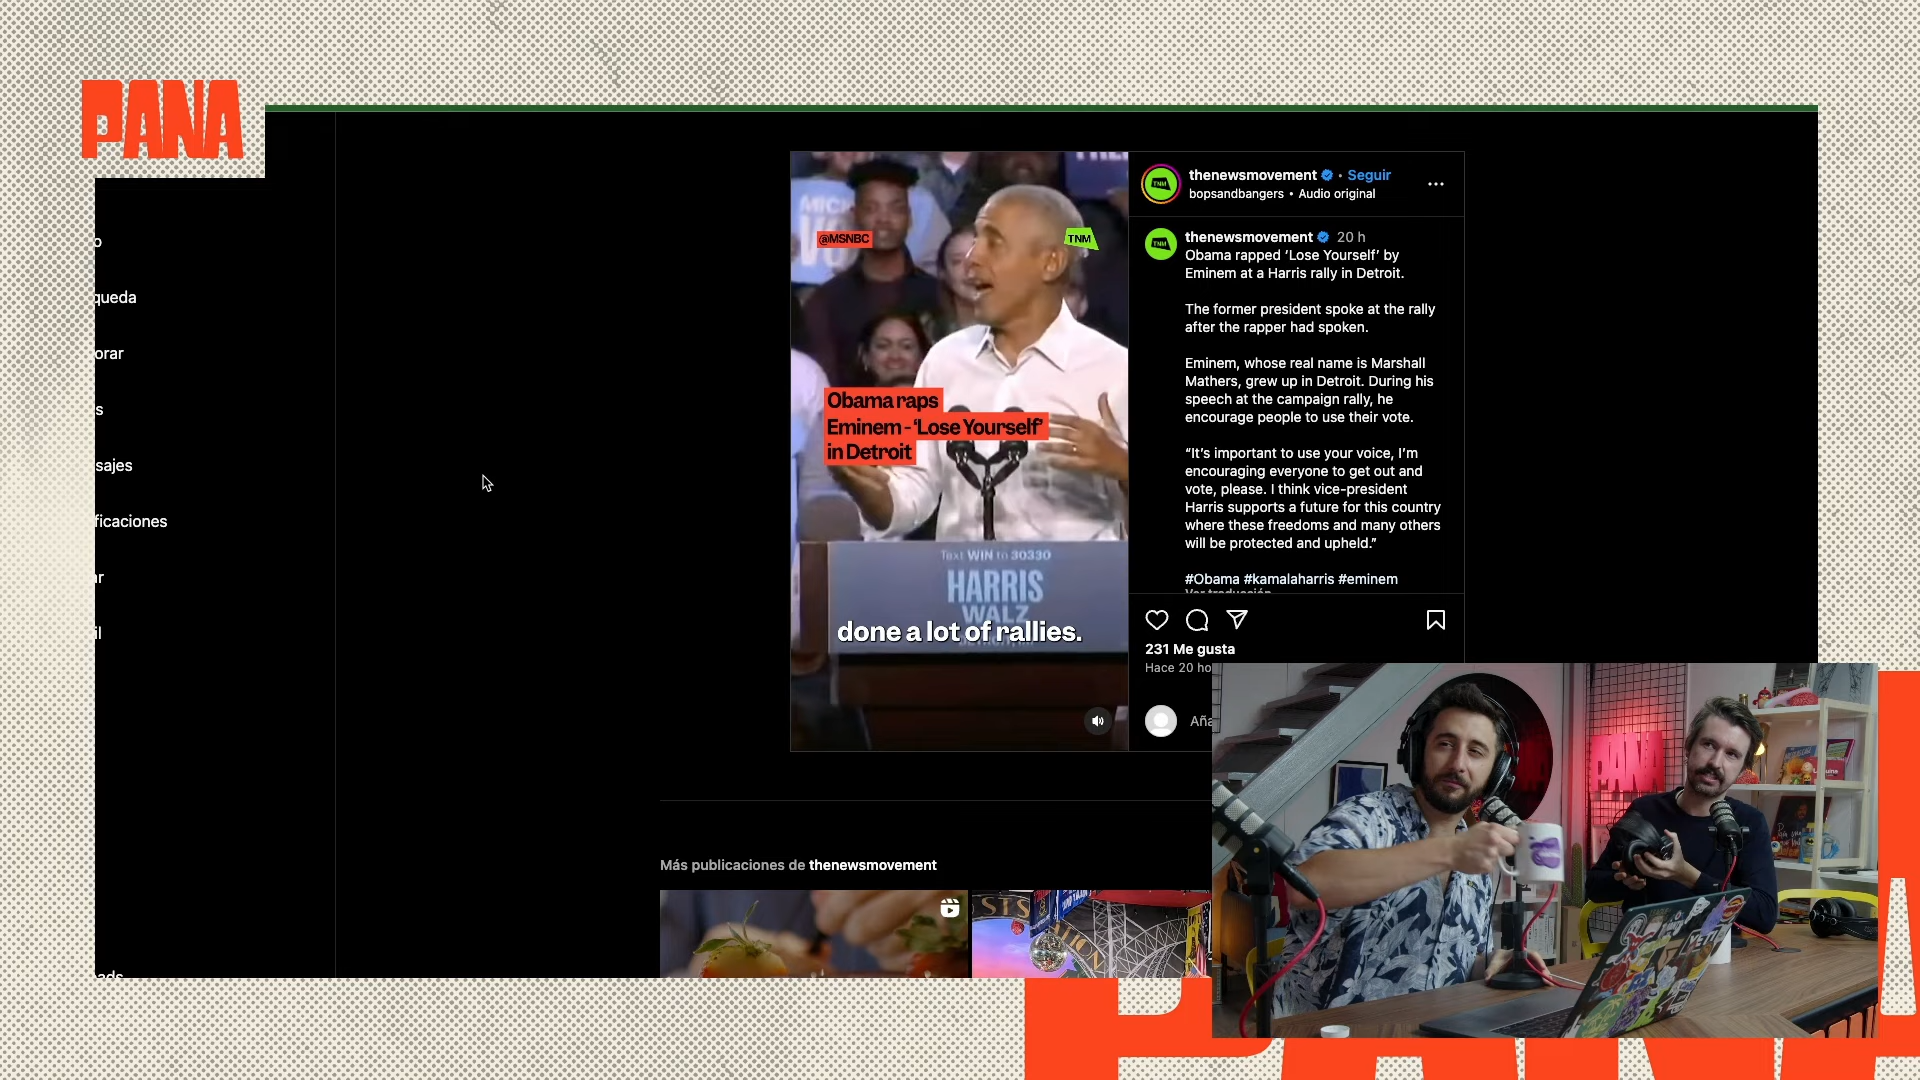 PANA
o
queda
orar
s
sajes
ficaciones
ar
il
ads
@MSNBC
TNM
Obama raps
Eminem - ‘Lose Yourself’
in Detroit
Text WIN to 30330
HARRIS
WALZ
done a lot of rallies.
thenewsmovement • Seguir
bopsandbangers • Audio original
thenewsmovement 20 h
Obama rapped ‘Lose Yourself’ by
Eminem at a Harris rally in Detroit.
The former president spoke at the rally
after the rapper had spoken.
Eminem, whose real name is Marshall
Mathers, grew up in Detroit. During his
speech at the campaign rally, he
encourage people to use their vote.
“It’s important to use your voice, I’m
encouraging everyone to get out and
vote, please. I think vice-president
Harris supports a future for this country
where these freedoms and many others
will be protected and upheld.”
#Obama #kamalaharris #eminem
Ver traducción
231 Me gusta
Hace 20 ho
Aña
Más publicaciones de thenewsmovement
PANA